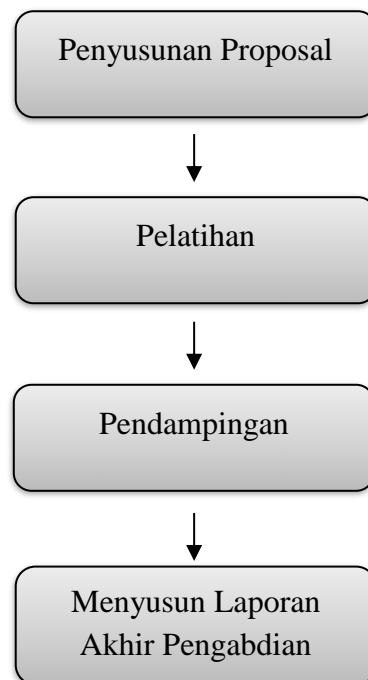 Penyusunan Proposal
Pelatihan
Pendampingan
Menyusun Laporan
Akhir Pengabdian